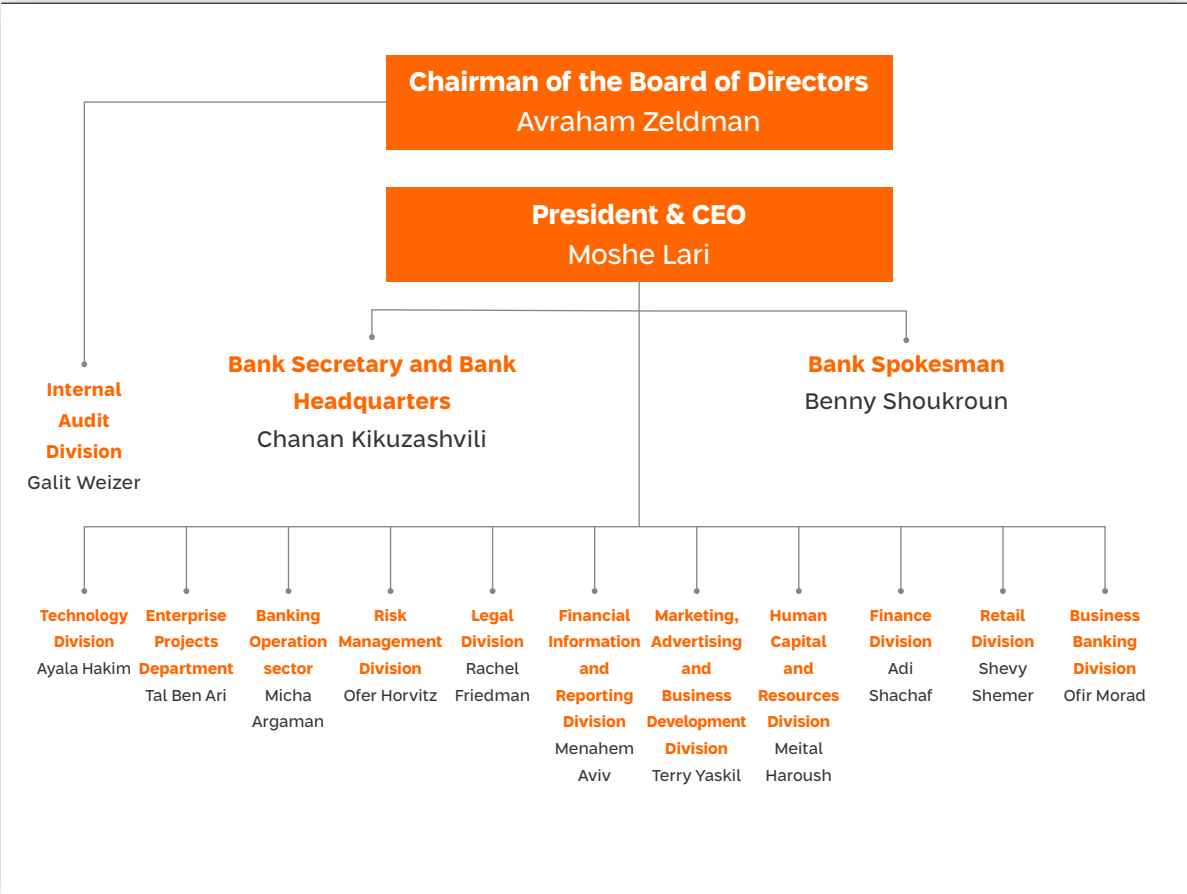 Chairman of the Board of Directors
Avraham Zeldman
President & CEO
Moshe Lari
Internal
Audit
Division
Galit Weizer
Bank Secretary and Bank
Headquarters
Chanan Kikuzashvili
Bank Spokesman
Benny Shoukroun
Technology
Division
Ayala Hakim
Enterprise
Projects
Department
Tal Ben Ari
Banking
Operation
sector
Micha
Argaman
Risk
Management
Division
Ofer Horvitz
Legal
Division
Rachel
Friedman
Financial
Information
and
Reporting
Division
Menahem
Aviv
Marketing,
Advertising
and
Business
Development
Division
Terry Yaskil
Human
Capital
and
Resources
Division
Meital
Haroush
Finance
Division
Adi
Shachaf
Retail
Division
Shevy
Shemer
Business
Banking
Division
Ofir Morad